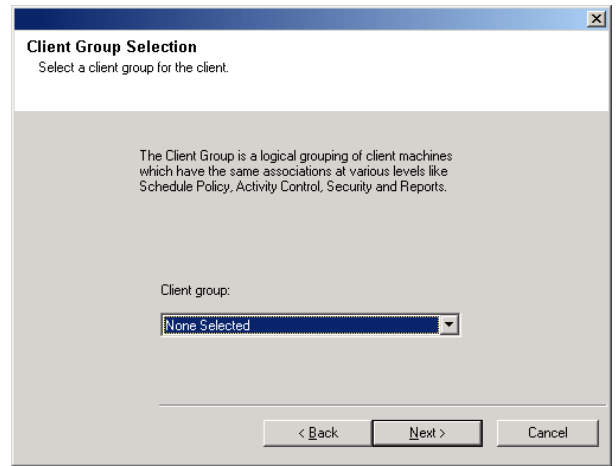 Client Group Selection
Select a client group for the client.
The Client Group is a logical grouping of client machines
which have the same associations at various levels like
Schedule Policy, Activity Control, Security and Reports.
Client group:
None Selected
< Back
Next >
Cancel